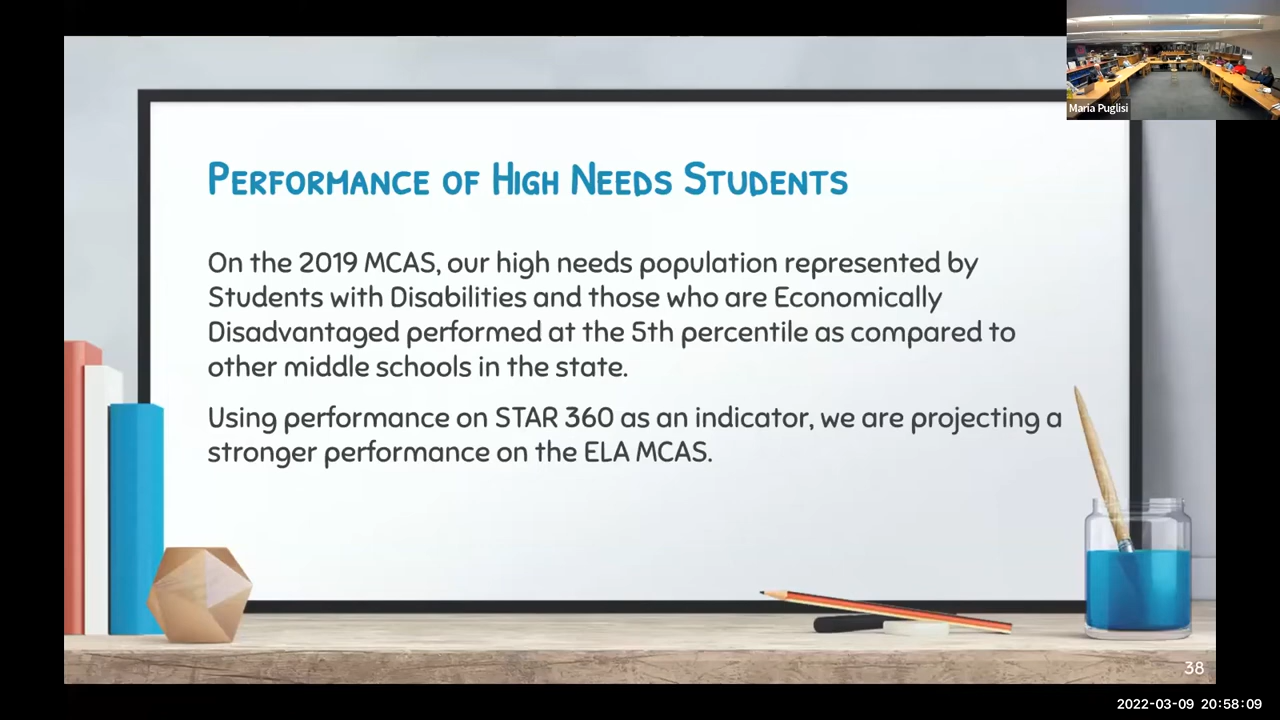 Maria Puglisi
Performance of High Needs Students
On the 2019 MCAS, our high needs population represented by
Students with Disabilities and those who are Economically
Disadvantaged performed at the 5th percentile as compared to
other middle schools in the state.
Using performance on STAR 360 as an indicator, we are projecting a
stronger performance on the ELA MCAS.
38
2022-03-09 20:58:09